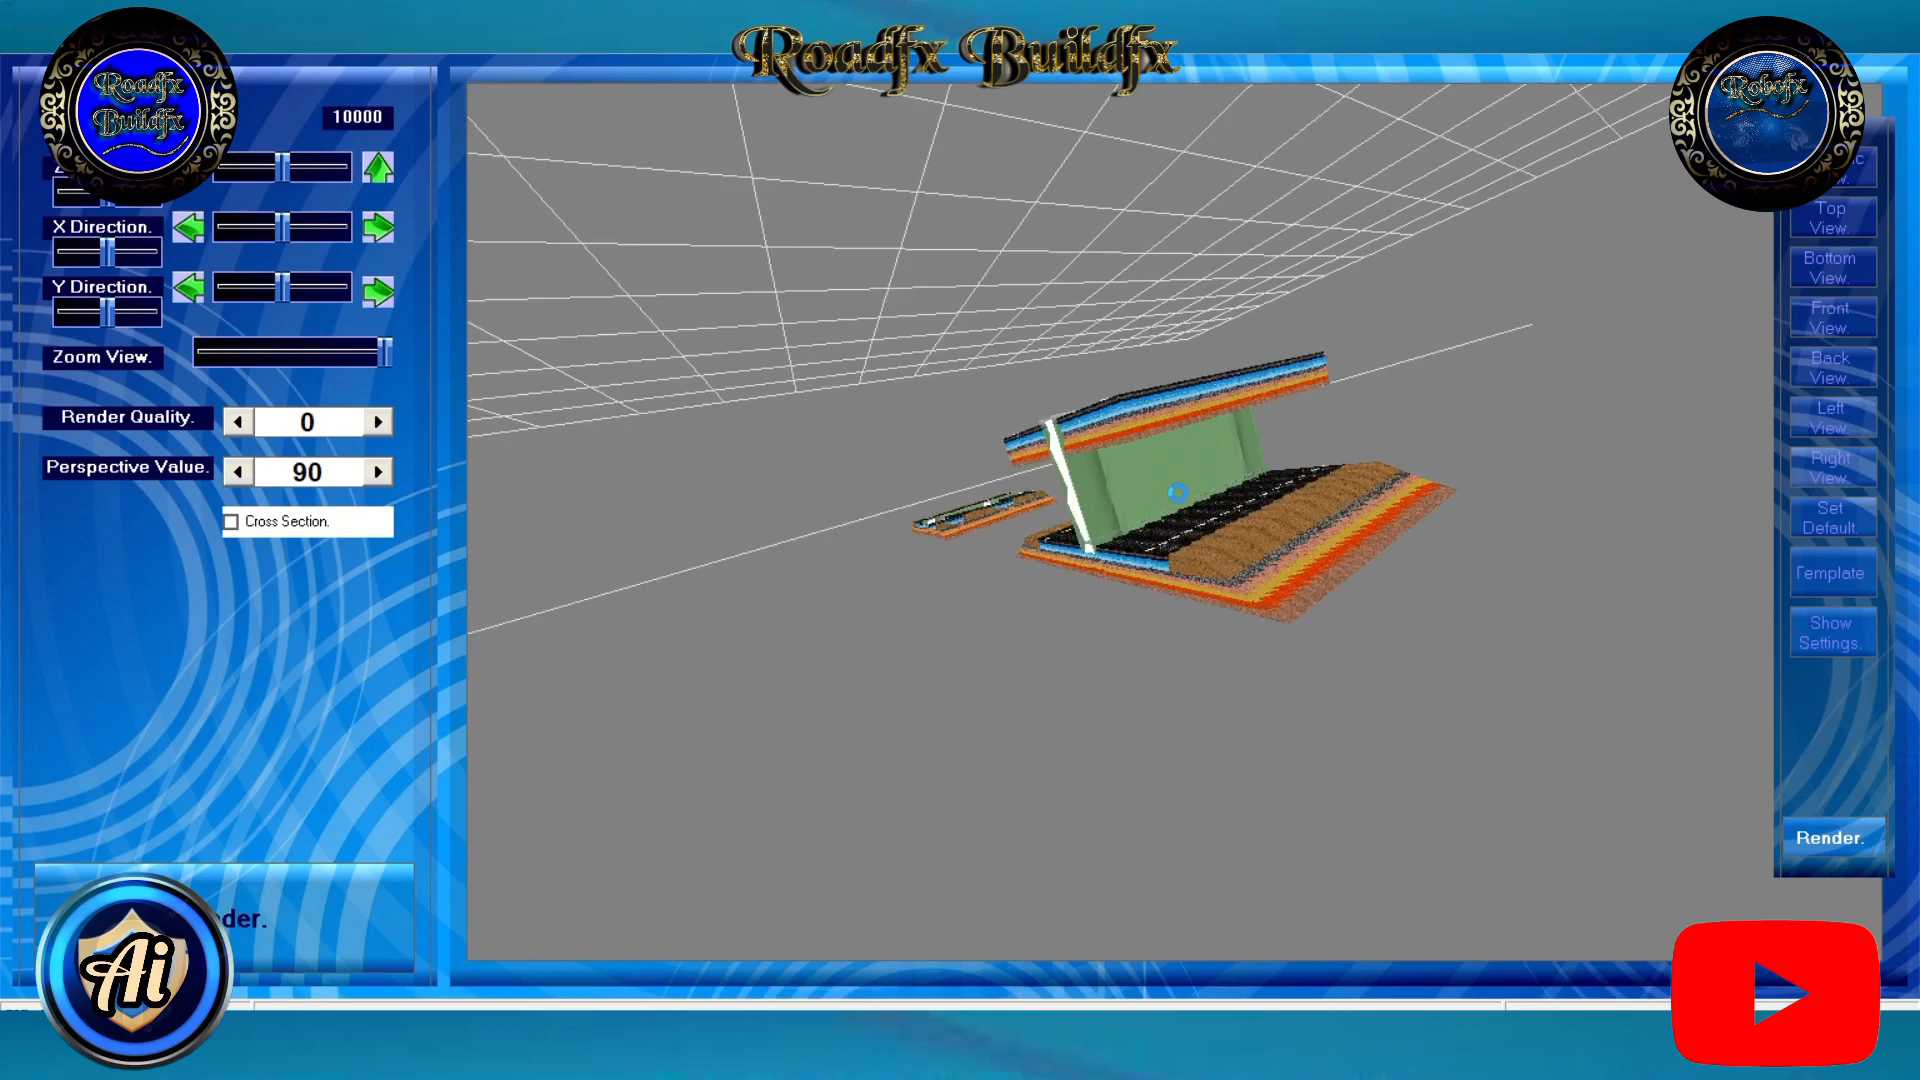 Roadfx Buildfx
Roadfx
Buildfx
Robofx
10000
X Direction.
Y Direction.
Zoom View.
Render Quality.
0
Perspective Value.
90
Cross Section.
Top
View.
Bottom
View.
Front
View.
Back
View.
Left
View.
Right
View.
Set
Default.
Template
Show
Settings.
Render.
der.
Ai